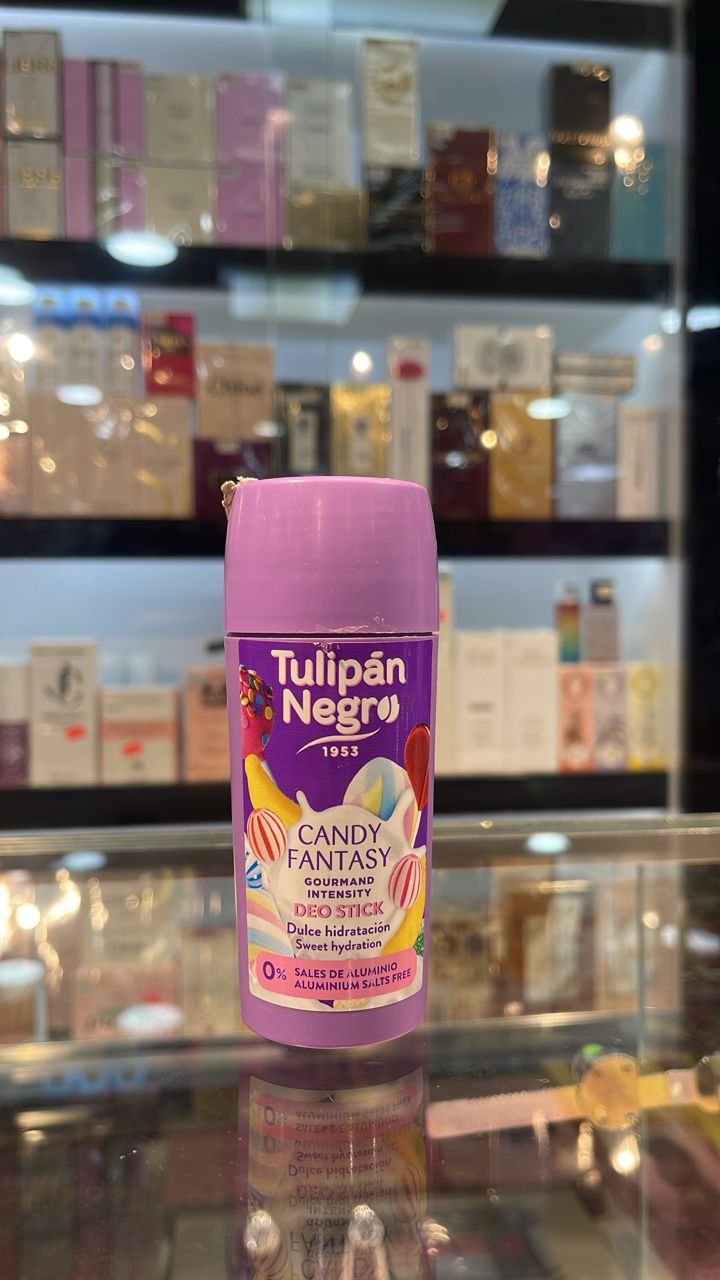 Tulipán
Negro
1953
CANDY
FANTASY
GOURMAND
INTENSITY
DEO STICK
Dulce hidratación
Sweet hydration
0% SALES DE ALUMINIO
ALUMINIUM SALTS FREE